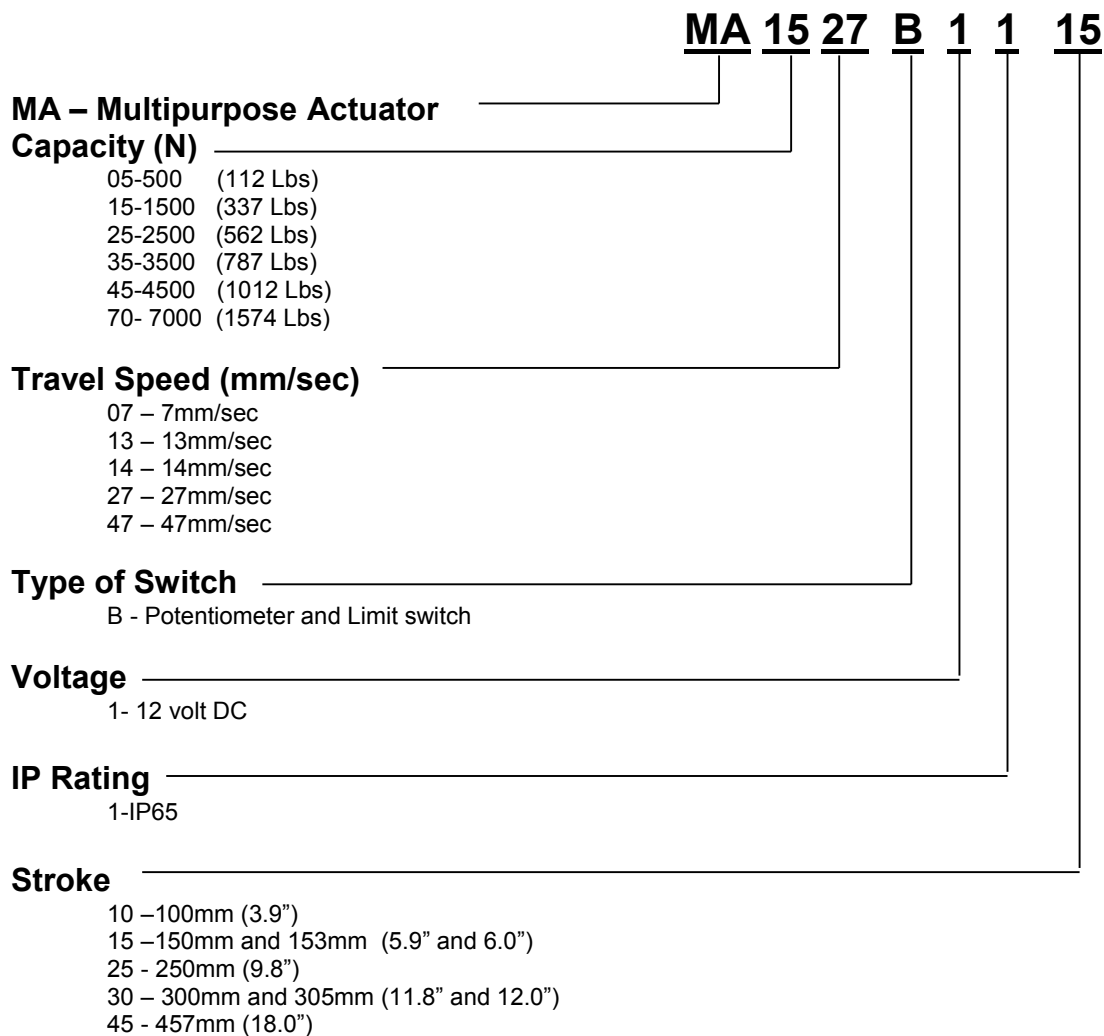 MA 15 27 B 1 1 15
MA – Multipurpose Actuator
Capacity (N)
05-500 (112 Lbs)
15-1500 (337 Lbs)
25-2500 (562 Lbs)
35-3500 (787 Lbs)
45-4500 (1012 Lbs)
70- 7000 (1574 Lbs)
Travel Speed (mm/sec)
07 – 7mm/sec
13 – 13mm/sec
14 – 14mm/sec
27 – 27mm/sec
47 – 47mm/sec
Type of Switch
B - Potentiometer and Limit switch
Voltage
1- 12 volt DC
IP Rating
1-IP65
Stroke
10 –100mm (3.9”)
15 –150mm and 153mm (5.9” and 6.0”)
25 - 250mm (9.8”)
30 – 300mm and 305mm (11.8” and 12.0”)
45 - 457mm (18.0”)